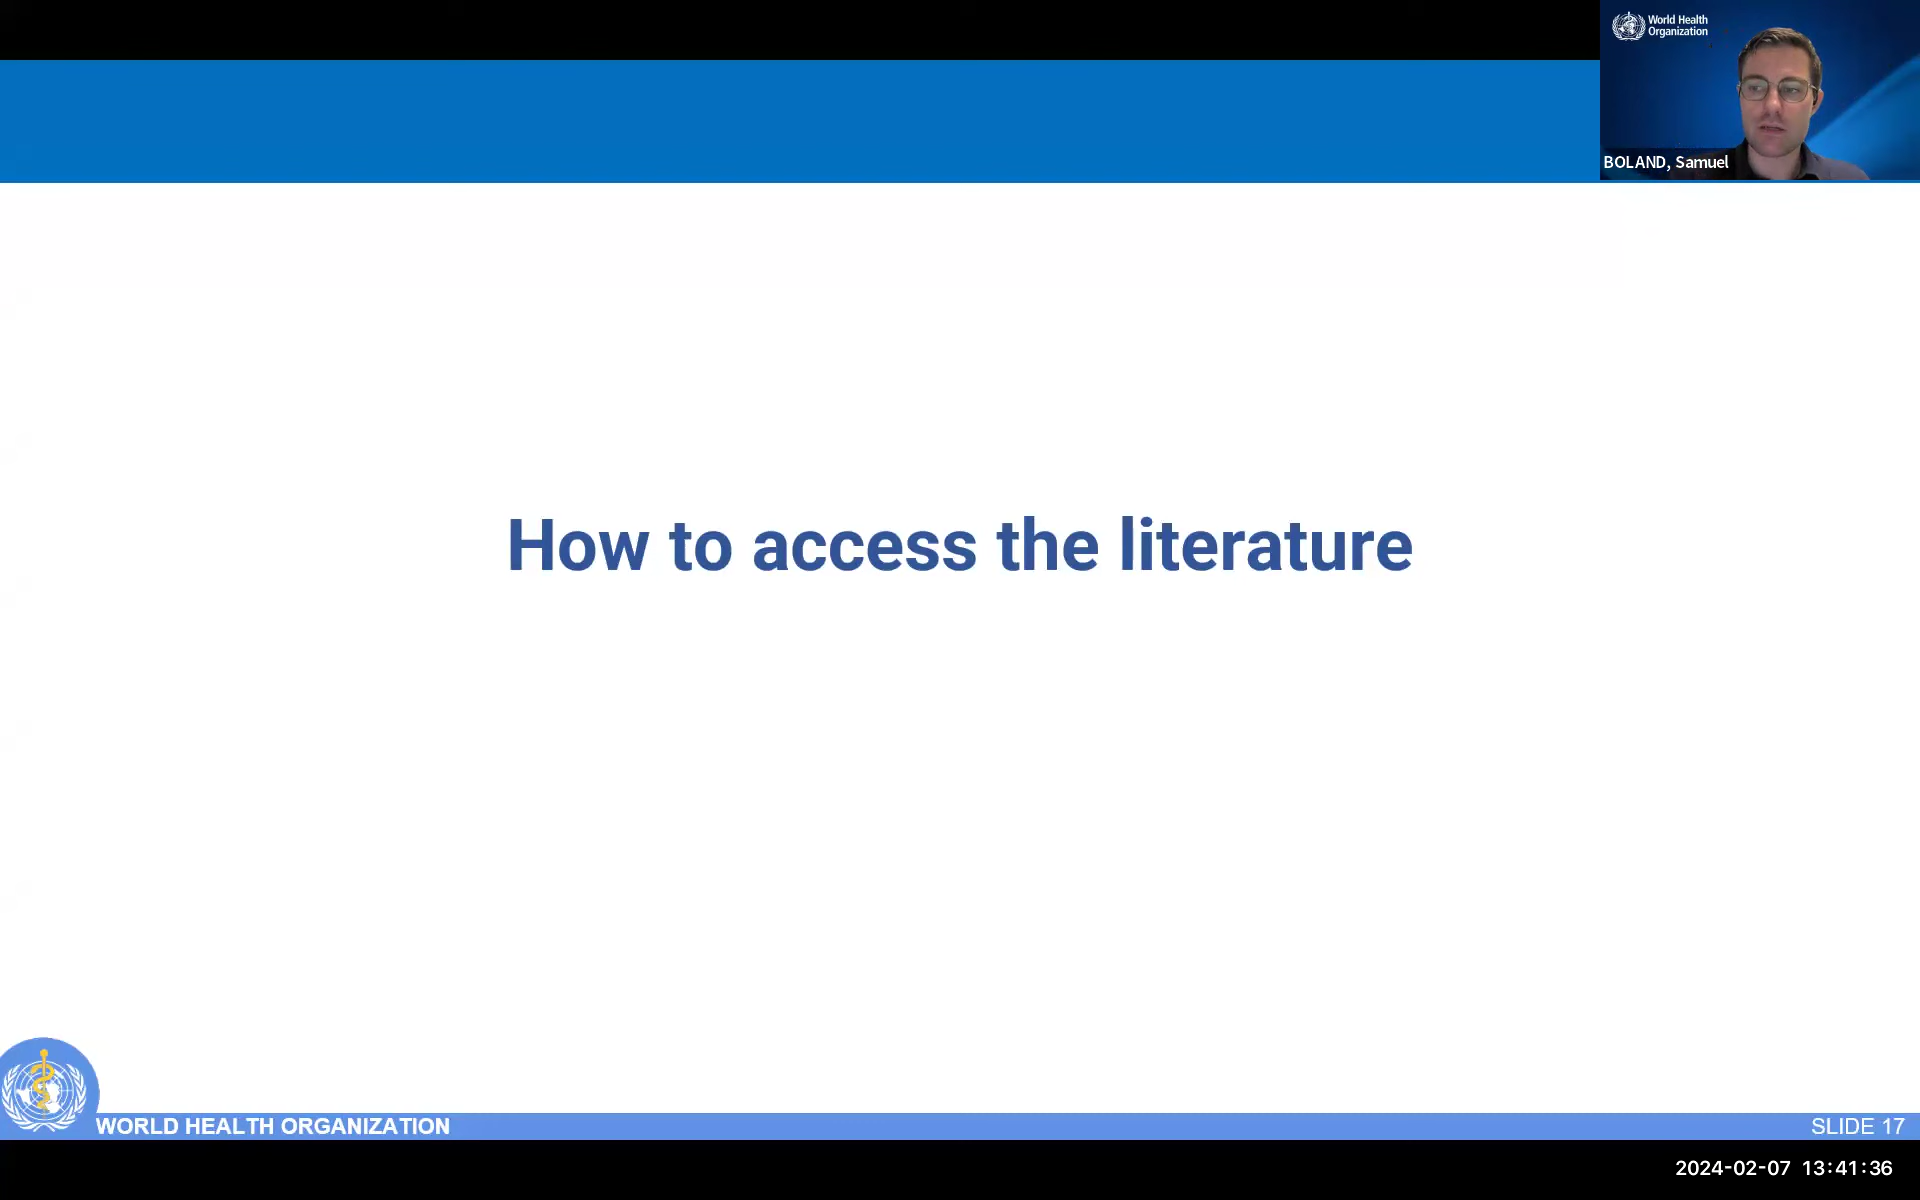 World Health
Organization
BOLAND, Samuel
How to access the literature
WORLD HEALTH ORGANIZATION
SLIDE 17
2024-02-07 13:41:36